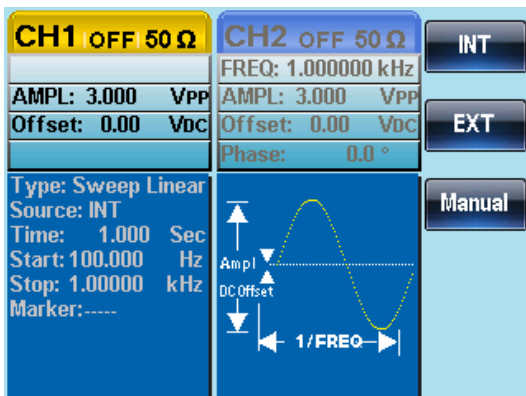 CH1 OFF 50 Ω
AMPL: 3.000 VPP
Offset: 0.00 VDC
Type: Sweep Linear
Source: INT
Time: 1.000 Sec
Start: 100.000 Hz
Stop: 1.00000 kHz
Marker:-----
CH2 OFF 50 Ω
FREQ: 1.000000 kHz
AMPL: 3.000 VPP
Offset: 0.00 VDC
Phase: 0.0 °
Ampl
DC Offset
1/FREQ
INT
EXT
Manual